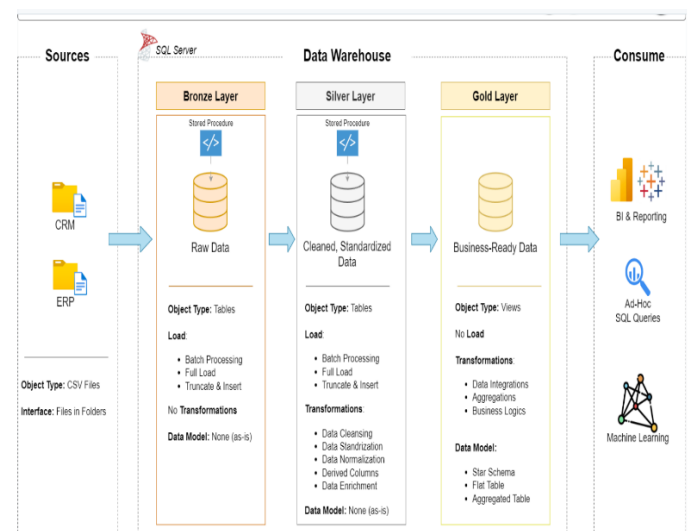 Sources
CRM
ERP
Object Type: CSV Files
Interface: Files in Folders
SQL Server
Data Warehouse
Bronze Layer
Stored Procedure
</>
Raw Data
Object Type: Tables
Load:
• Batch Processing
• Full Load
• Truncate & Insert
No Transformations
Data Model: None (as-is)
Silver Layer
Stored Procedure
</>
Cleaned, Standardized
Data
Object Type: Tables
Load:
• Batch Processing
• Full Load
• Truncate & Insert
Transformations:
• Data Cleansing
• Data Standrization
• Data Normalization
• Derived Columns
• Data Enrichment
Data Model: None (as-is)
Gold Layer
Business-Ready Data
Object Type: Views
No Load
Transformations:
• Data Integrations
• Aggregations
• Business Logics
Data Model:
• Star Schema
• Flat Table
• Aggregated Table
Consume
BI & Reporting
Ad-Hoc
SQL Queries
Machine Learning